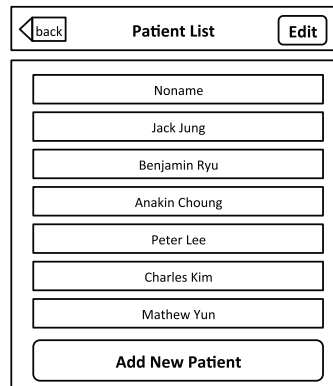 back Patient List Edit
Noname
Jack Jung
Benjamin Ryu
Anakin Choung
Peter Lee
Charles Kim
Mathew Yun
Add New Patient